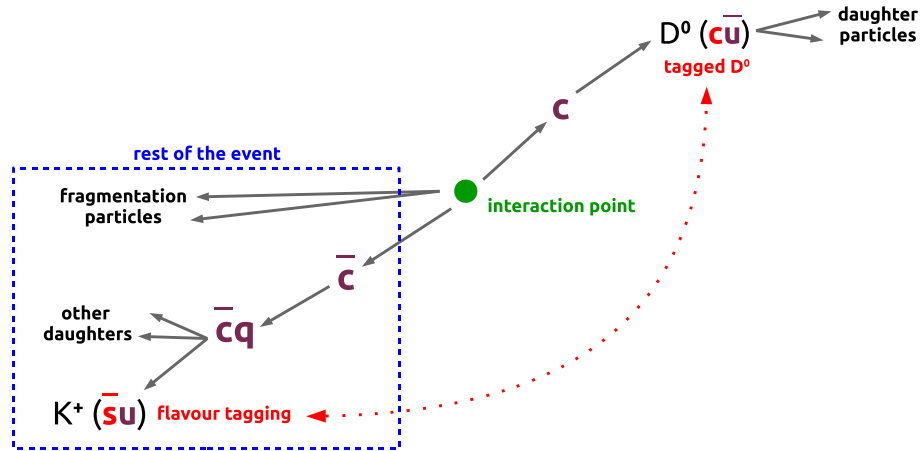 D⁰ (cu̅)
daughter
particles
tagged D⁰
c
rest of the event
fragmentation
particles
interaction point
c̅
other
daughters
c̅q
K⁺ (s̅u)
flavour tagging